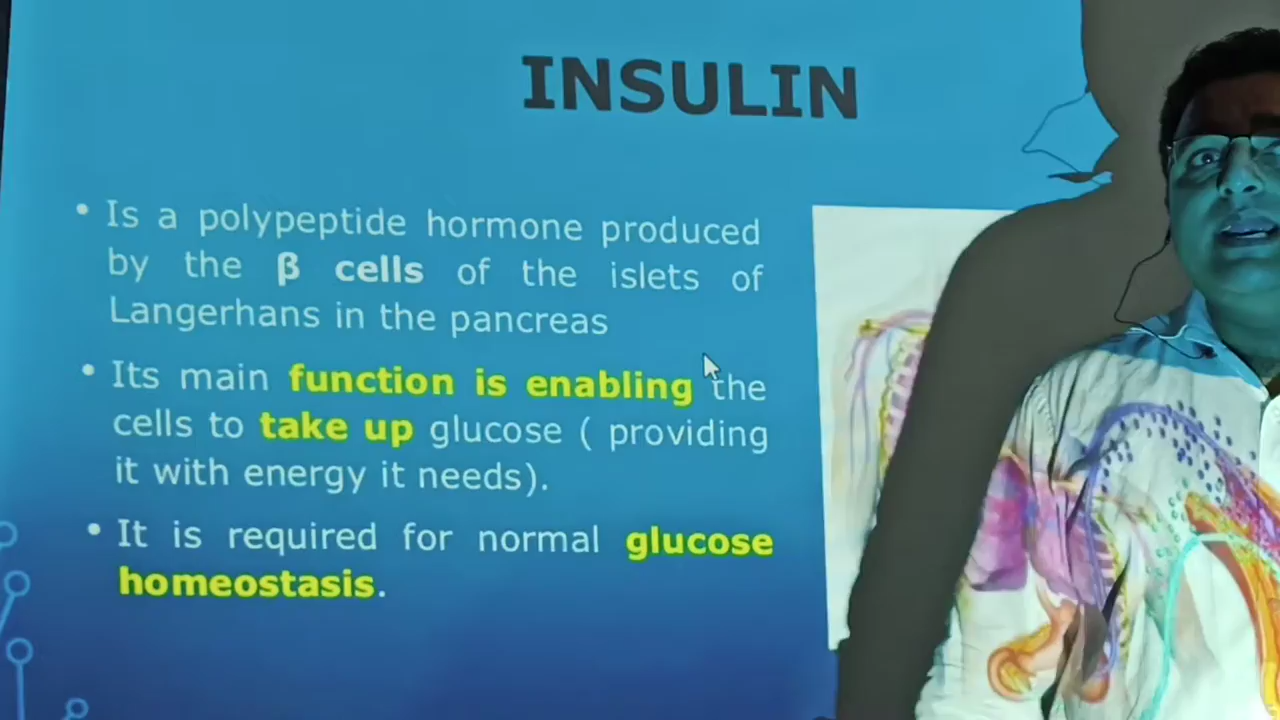 INSULIN
• Is a polypeptide hormone produced
by the β cells of the islets of
Langerhans in the pancreas
• Its main function is enabling the
cells to take up glucose ( providing
it with energy it needs).
• It is required for normal glucose
homeostasis.